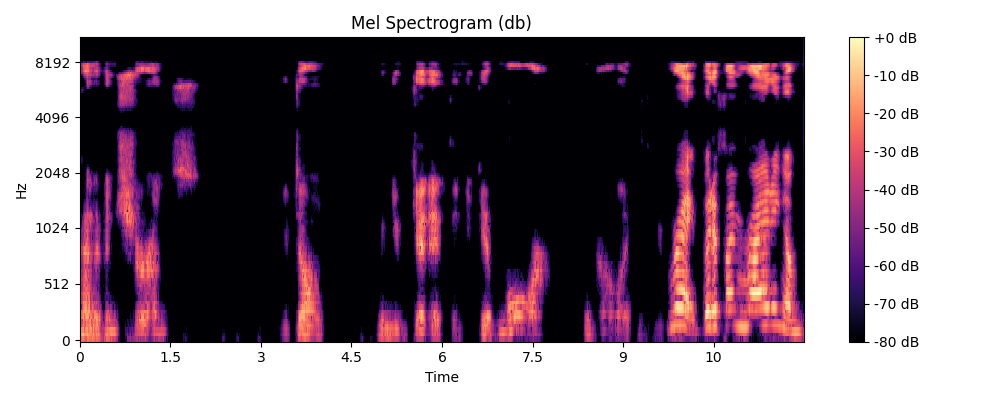 Mel Spectrogram (db)
8192
4096
2048
1024
512
0
Hz
0 1.5 3 4.5 6 7.5 9 10
Time
+0 dB
-10 dB
-20 dB
-30 dB
-40 dB
-50 dB
-60 dB
-70 dB
-80 dB